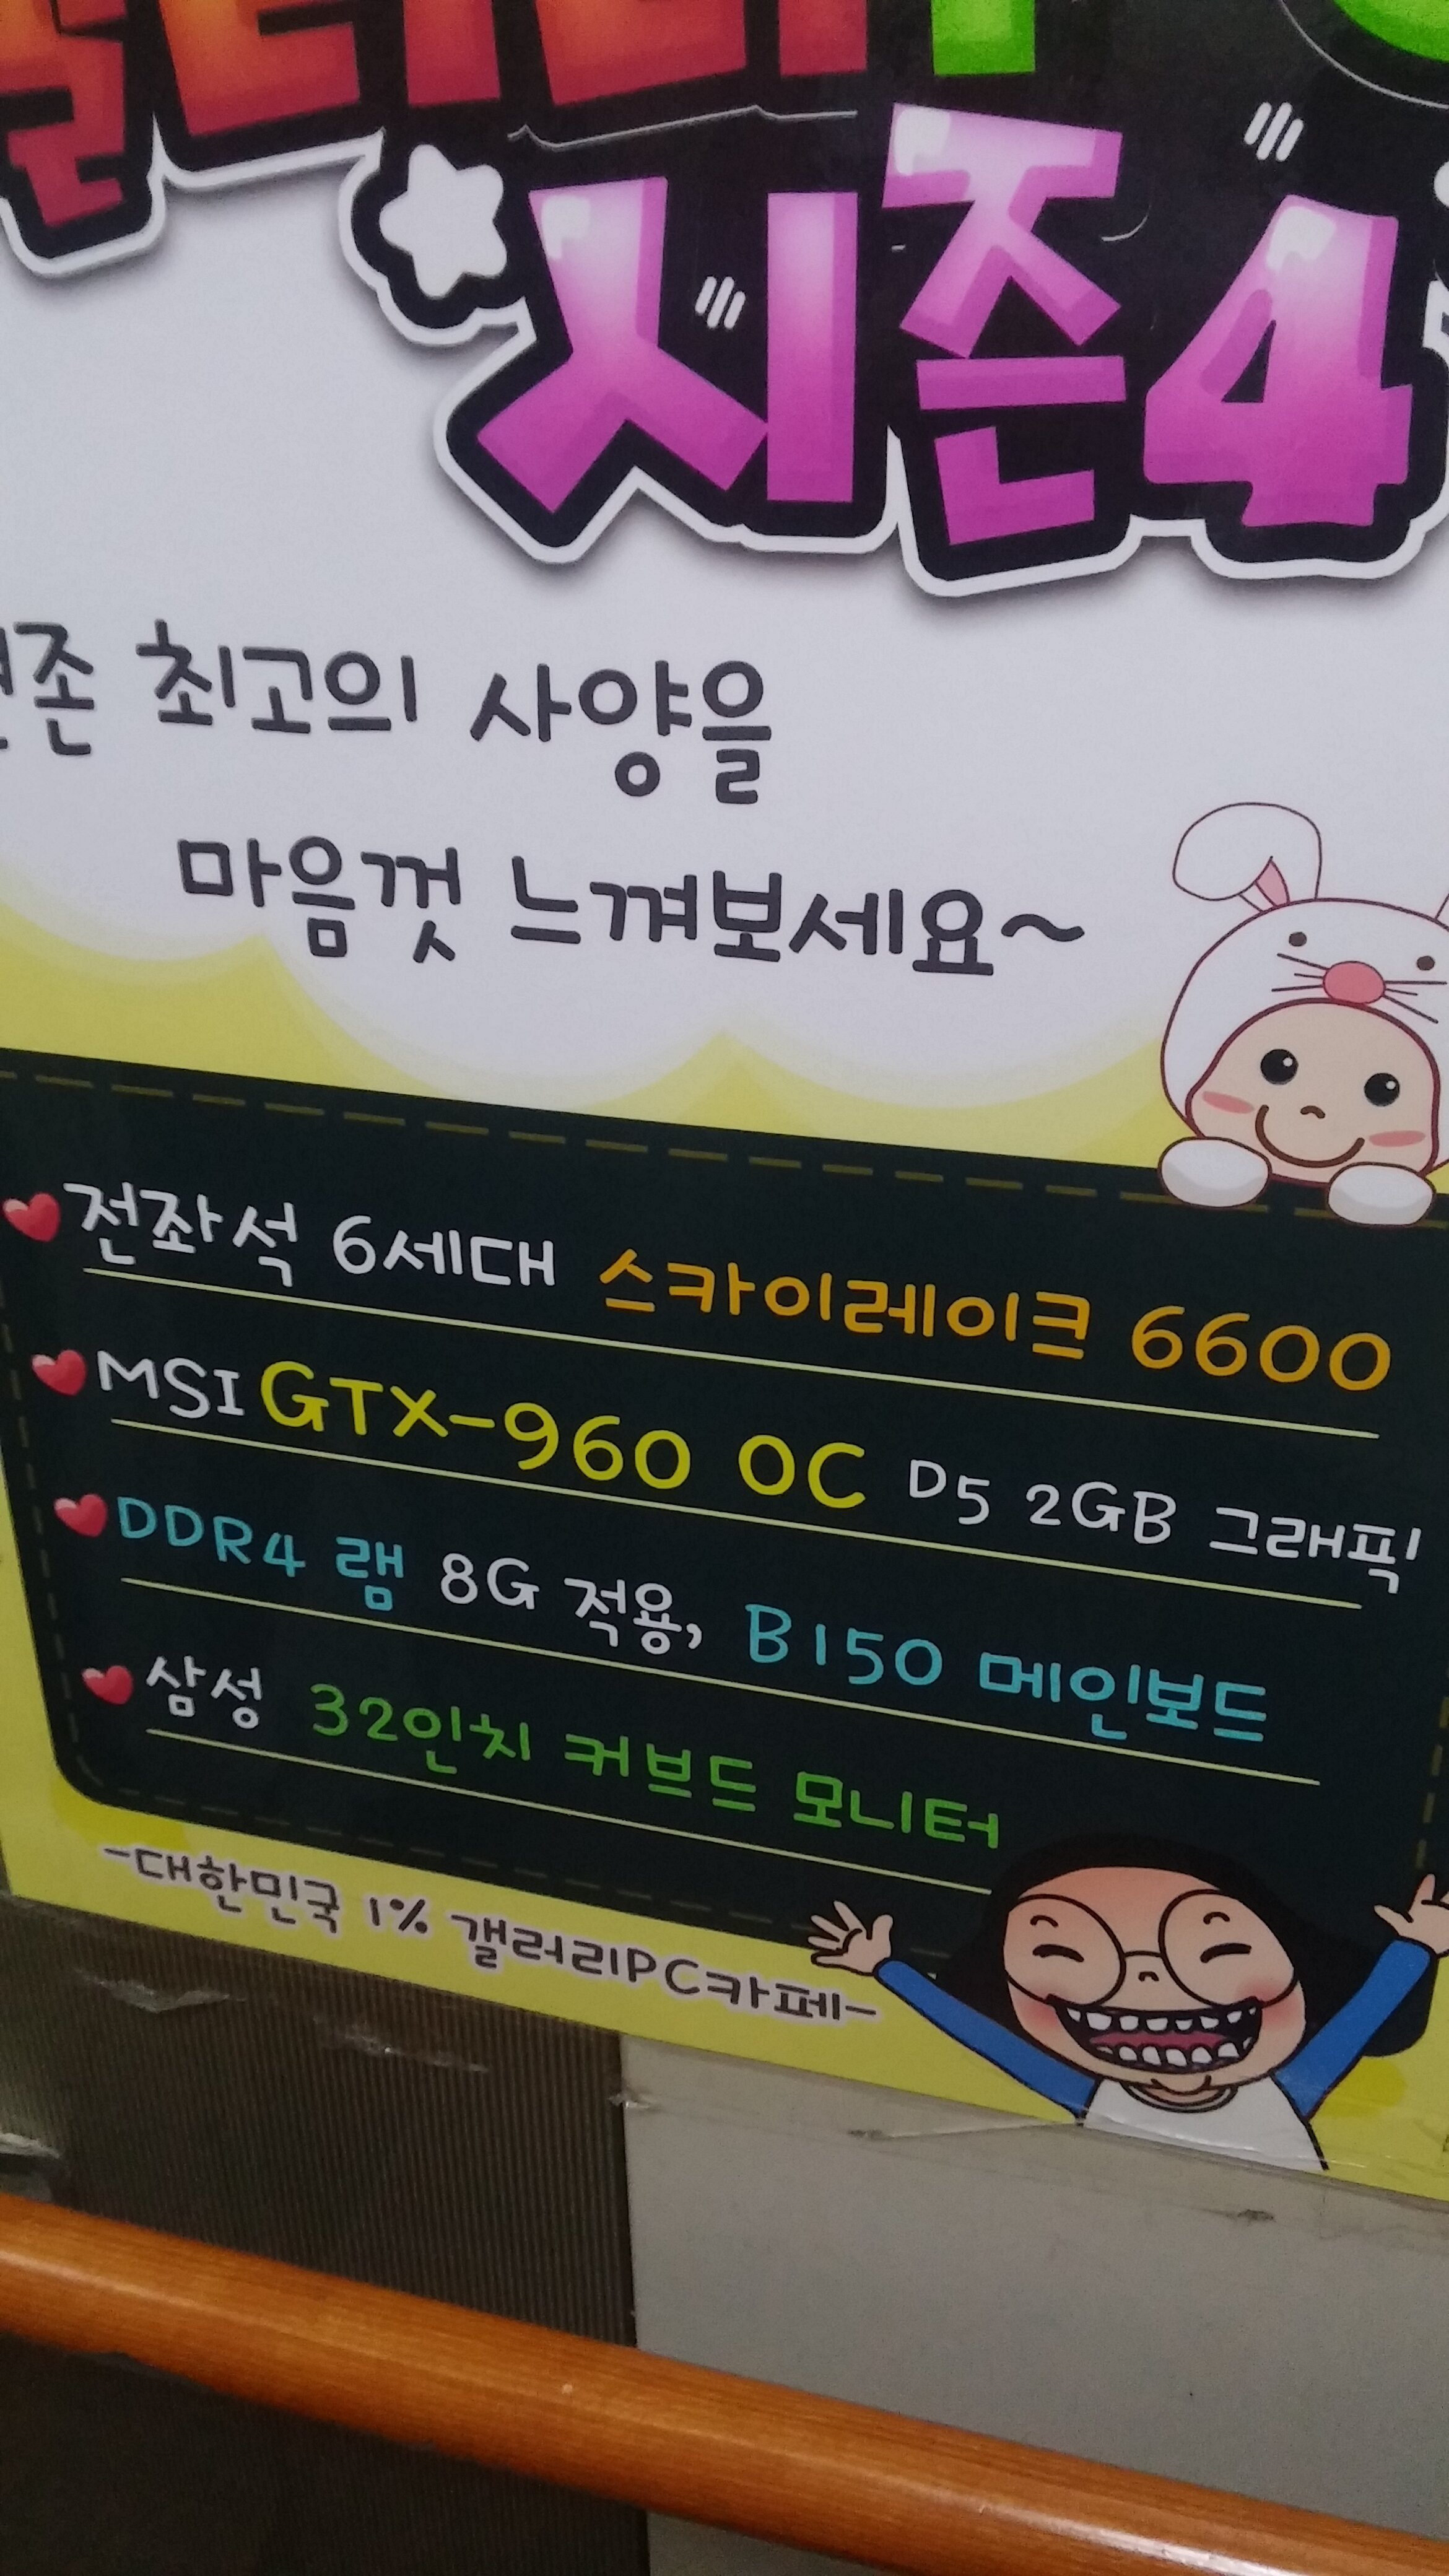 시즌4
최고의 사양을
마음껏 느껴보세요~
전좌석 6세대 스카이레이크 6600
MSI GTX-960 OC D5 2GB 그래픽!
DDR4 램 8G 적용, B150 메인보드
삼성 32인치 커브드 모니터
-대한민국 1% 갤러리PC카페-